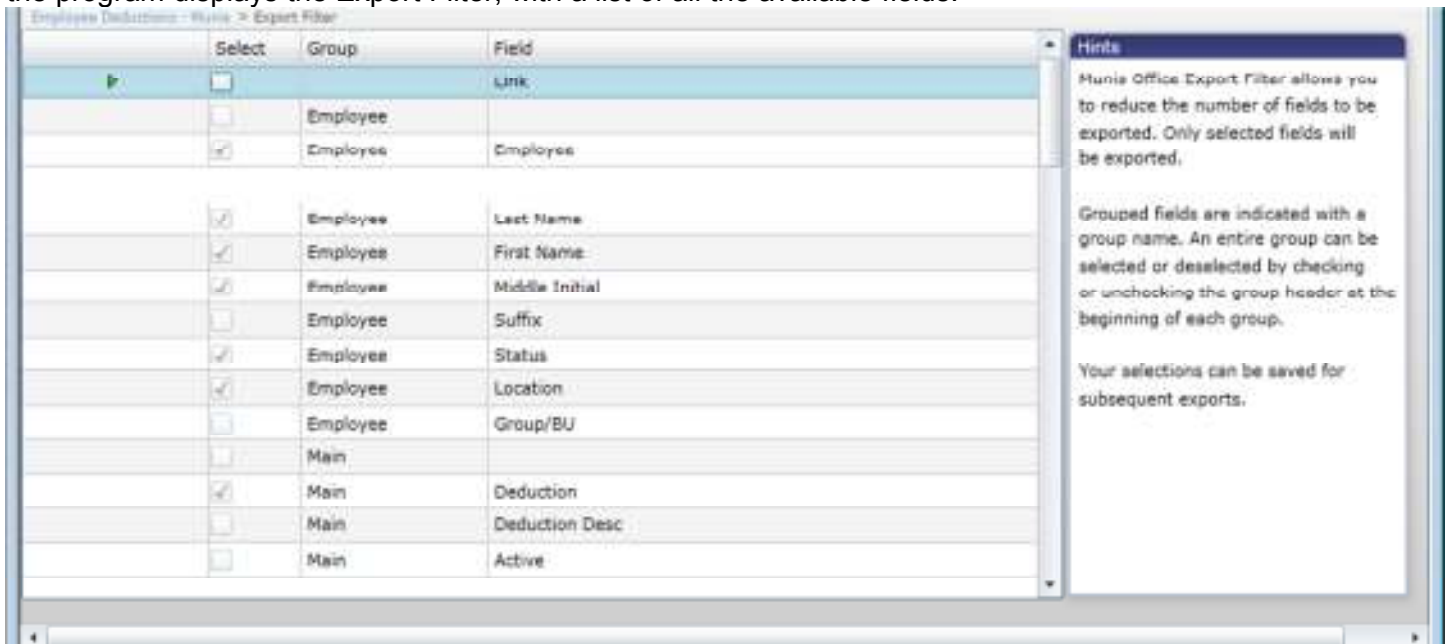 the program displays the Export Filter, with a list of all the available fields.
Employee Deductions - Munis > Export Filter
Select Group Field
Link
Employee
Employee Employee
Employee Last Name
Employee First Name
Employee Middle Initial
Employee Suffix
Employee Status
Employee Location
Employee Group/BU
Main
Main Deduction
Main Deduction Desc
Main Active
Hints
Munis Office Export Filter allows you
to reduce the number of fields to be
exported. Only selected fields will
be exported.
Grouped fields are indicated with a
group name. An entire group can be
selected or deselected by checking
or unchecking the group header at the
beginning of each group.
Your selections can be saved for
subsequent exports.